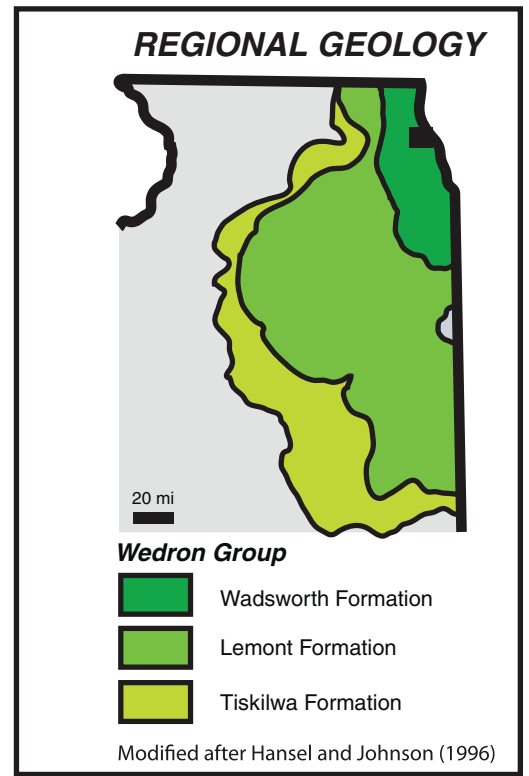 REGIONAL GEOLOGY
20 mi
Wedron Group
Wadsworth Formation
Lemont Formation
Tiskilwa Formation
Modified after Hansel and Johnson (1996)